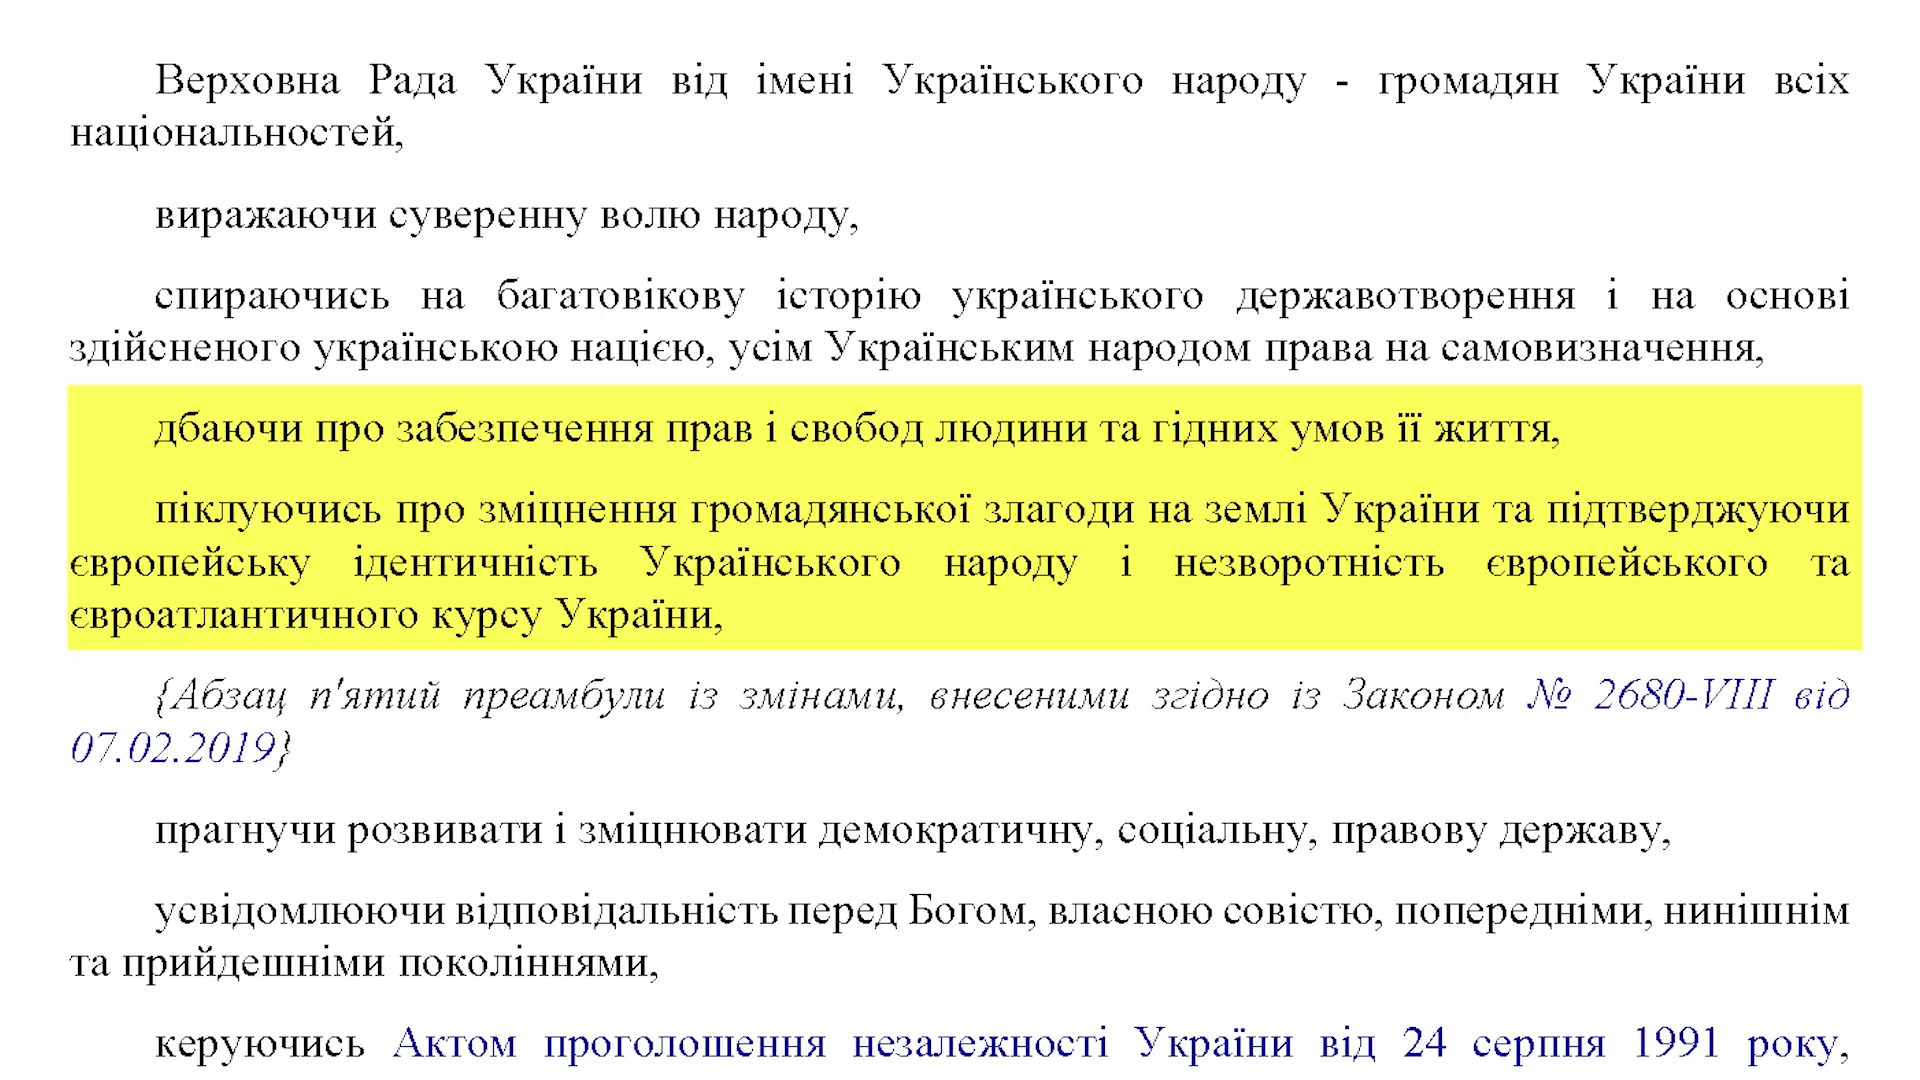 Верховна Рада України від імені Українського народу - громадян України всіх
національностей,
виражаючи суверенну волю народу,
спираючись на багатовікову історію українського державотворення і на основі
здійсненого українською нацією, усім Українським народом права на самовизначення,
дбаючи про забезпечення прав і свобод людини та гідних умов її життя,
піклуючись про зміцнення громадянської злагоди на землі України та підтверджуючи
європейську ідентичність Українського народу і незворотність європейського та
євроатлантичного курсу України,
{Абзац п'ятий преамбули із змінами, внесеними згідно із Законом № 2680-VIII від
07.02.2019}
прагнучи розвивати і зміцнювати демократичну, соціальну, правову державу,
усвідомлюючи відповідальність перед Богом, власною совістю, попередніми, нинішнім
та прийдешніми поколіннями,
керуючись Актом проголошення незалежності України від 24 серпня 1991 року,